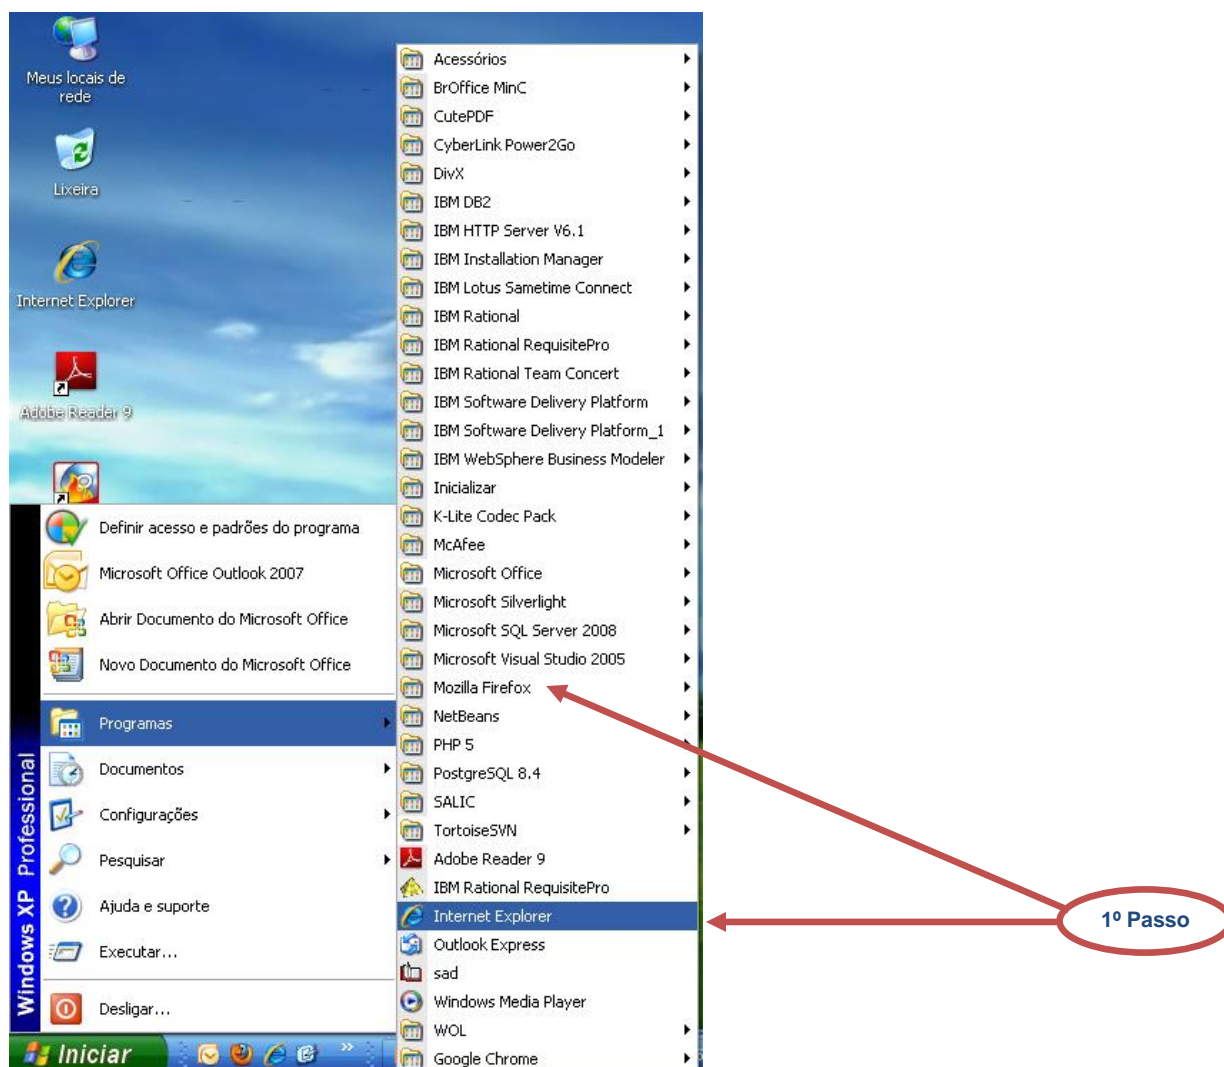 Meus locais de
rede
Lixeira
Internet Explorer
Adobe Reader 9
Definir acesso e padrões do programa
Microsoft Office Outlook 2007
Abrir Documento do Microsoft Office
Novo Documento do Microsoft Office
Programas
Documentos
Configurações
Pesquisar
Ajuda e suporte
Executar...
Desligar...
Windows XP Professional
Iniciar
»
Acessórios
BrOffice MinC
CutePDF
CyberLink Power2Go
DivX
IBM DB2
IBM HTTP Server V6.1
IBM Installation Manager
IBM Lotus Sametime Connect
IBM Rational
IBM Rational RequisitePro
IBM Rational Team Concert
IBM Software Delivery Platform
IBM Software Delivery Platform_1
IBM WebSphere Business Modeler
Inicializar
K-Lite Codec Pack
McAfee
Microsoft Office
Microsoft Silverlight
Microsoft SQL Server 2008
Microsoft Visual Studio 2005
Mozilla Firefox
NetBeans
PHP 5
PostgreSQL 8.4
SALIC
TortoiseSVN
Adobe Reader 9
IBM Rational RequisitePro
Internet Explorer
Outlook Express
sad
Windows Media Player
WOL
Google Chrome
1º Passo